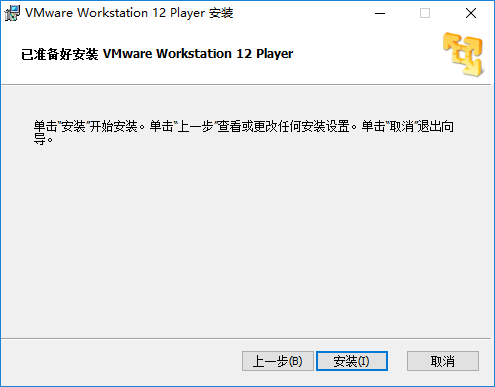 VMware Workstation 12 Player 安装
已准备好安装 VMware Workstation 12 Player
单击"安装"开始安装。单击"上一步"查看或更改任何安装设置。单击"取消"退出向
导。
上一步(B) 安装(I) 取消